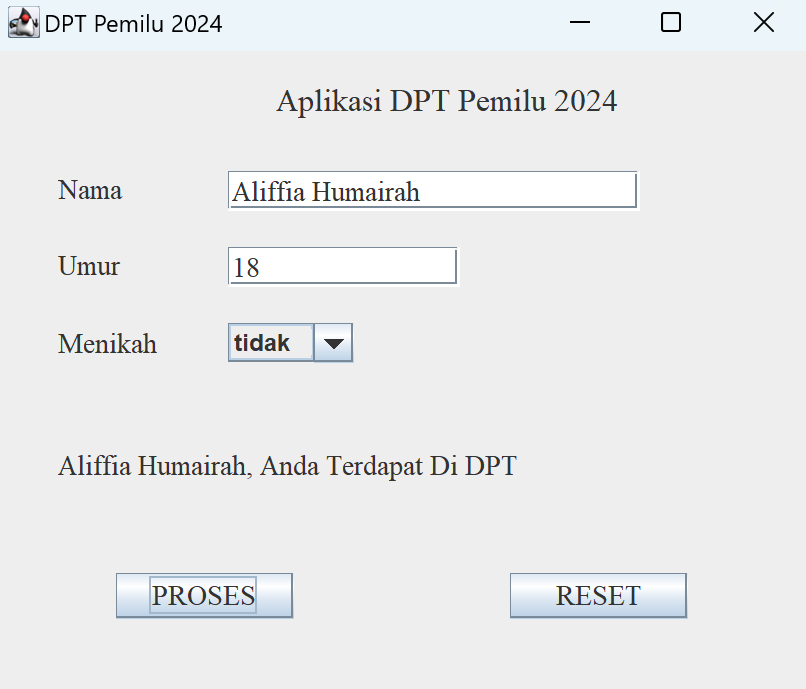 DPT Pemilu 2024
Aplikasi DPT Pemilu 2024
Nama Aliffia Humairah
Umur 18
Menikah tidak
Aliffia Humairah, Anda Terdapat Di DPT
PROSES RESET